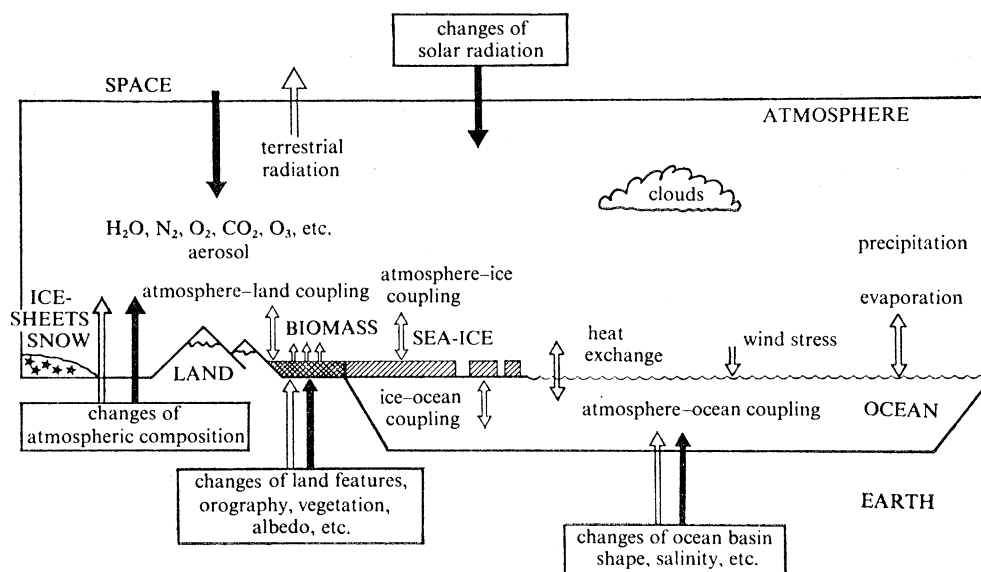 changes of
solar radiation
SPACE
ATMOSPHERE
terrestrial
radiation
clouds
H₂O, N₂, O₂, CO₂, O₃, etc.
aerosol
precipitation
atmosphere–land coupling
atmosphere–ice
coupling
evaporation
ICE-
SHEETS
SNOW
BIOMASS
SEA-ICE
heat
exchange
wind stress
LAND
changes of
atmospheric composition
ice–ocean
coupling
atmosphere–ocean coupling
OCEAN
changes of land features,
orography, vegetation,
albedo, etc.
EARTH
changes of ocean basin
shape, salinity, etc.